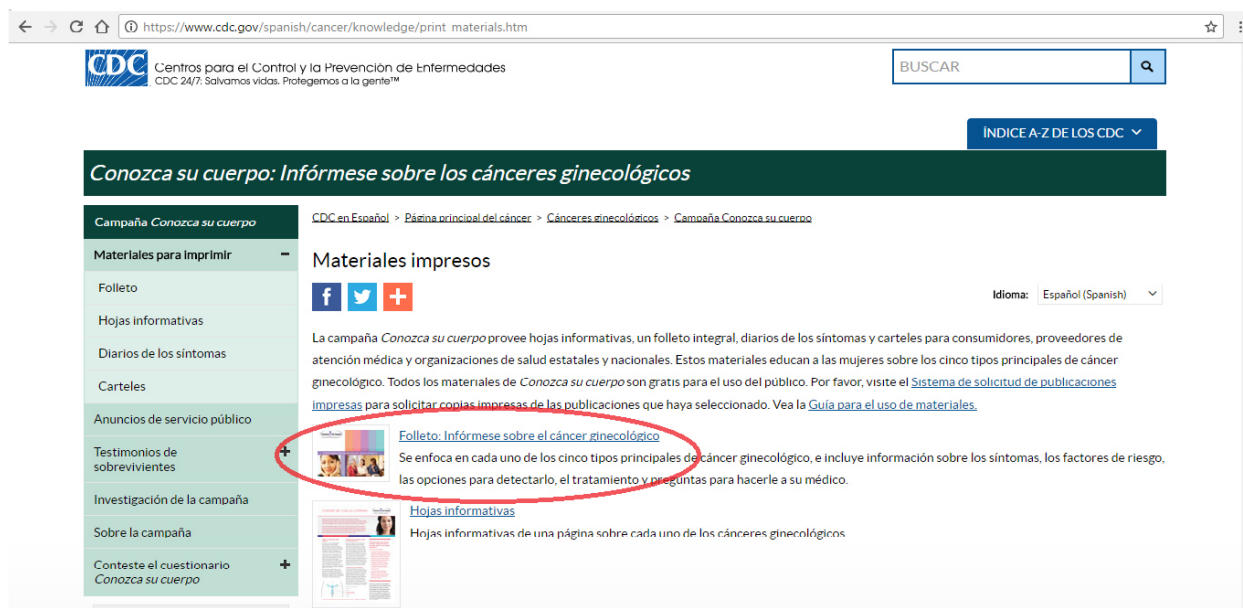 https://www.cdc.gov/spanish/cancer/knowledge/print_materials.htm
CDC
Centros para el Control y la Prevención de Enfermedades
CDC 24/7: Salvamos vidas. Protegemos a la gente™
BUSCAR
ÍNDICE A-Z DE LOS CDC
Conozca su cuerpo: Infórmese sobre los cánceres ginecológicos
Campaña Conozca su cuerpo
Materiales para imprimir −
Folleto
Hojas informativas
Diarios de los síntomas
Carteles
Anuncios de servicio público
Testimonios de +
sobrevivientes
Investigación de la campaña
Sobre la campaña
Conteste el cuestionario +
Conozca su cuerpo
CDC en Español > Página principal del cáncer > Cánceres ginecológicos > Campaña Conozca su cuerpo
Materiales impresos
Idioma: Español (Spanish)
La campaña Conozca su cuerpo provee hojas informativas, un folleto integral, diarios de los síntomas y carteles para consumidores, proveedores de
atención médica y organizaciones de salud estatales y nacionales. Estos materiales educan a las mujeres sobre los cinco tipos principales de cáncer
ginecológico. Todos los materiales de Conozca su cuerpo son gratis para el uso del público. Por favor, visite el Sistema de solicitud de publicaciones
impresas para solicitar copias impresas de las publicaciones que haya seleccionado. Vea la Guía para el uso de materiales.
Folleto: Infórmese sobre el cáncer ginecológico
Se enfoca en cada uno de los cinco tipos principales de cáncer ginecológico, e incluye información sobre los síntomas, los factores de riesgo,
las opciones para detectarlo, el tratamiento y preguntas para hacerle a su médico.
Hojas informativas
Hojas informativas de una página sobre cada uno de los cánceres ginecológicos